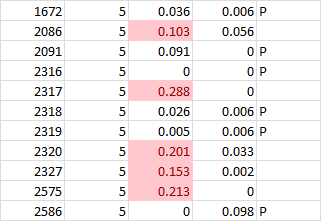 1672 5 0.036 0.006 P
2086 5 0.103 0.056
2091 5 0.091 0 P
2316 5 0 0 P
2317 5 0.288 0
2318 5 0.026 0.006 P
2319 5 0.005 0.006 P
2320 5 0.201 0.033
2327 5 0.153 0.002
2575 5 0.213 0
2586 5 0 0.098 P